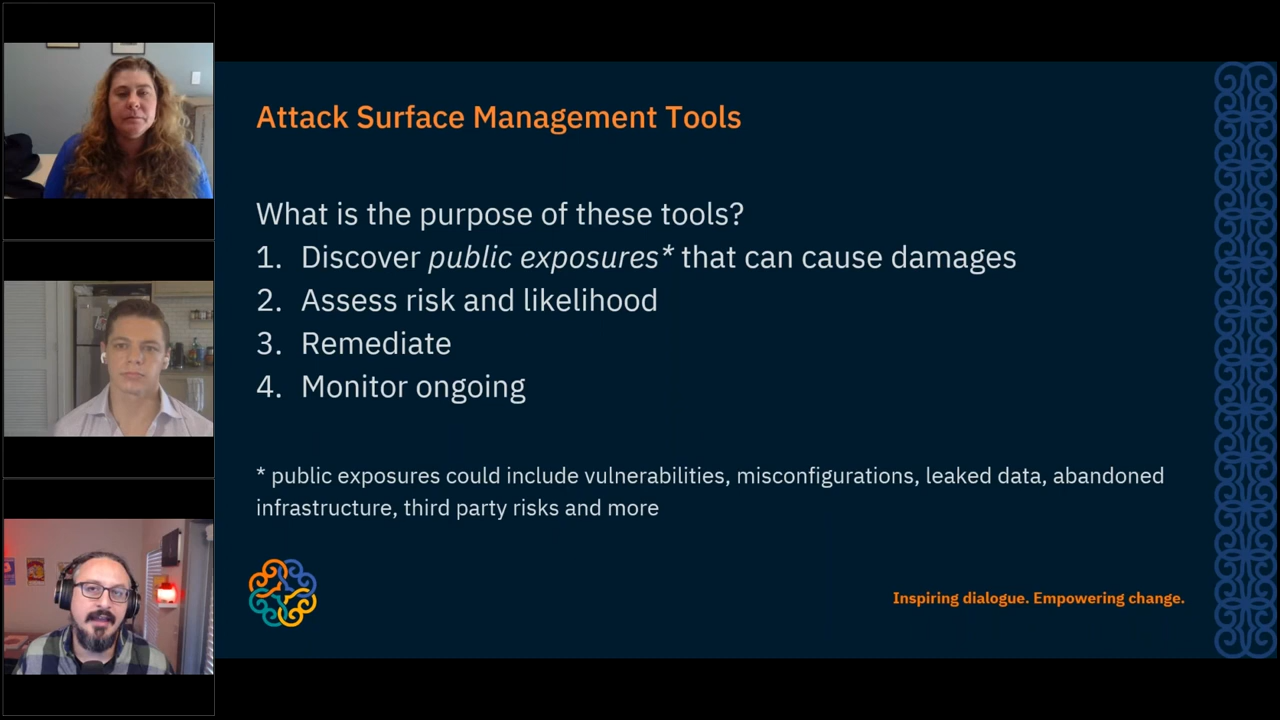 Attack Surface Management Tools
What is the purpose of these tools?
1. Discover public exposures* that can cause damages
2. Assess risk and likelihood
3. Remediate
4. Monitor ongoing
* public exposures could include vulnerabilities, misconfigurations, leaked data, abandoned
infrastructure, third party risks and more
Inspiring dialogue. Empowering change.